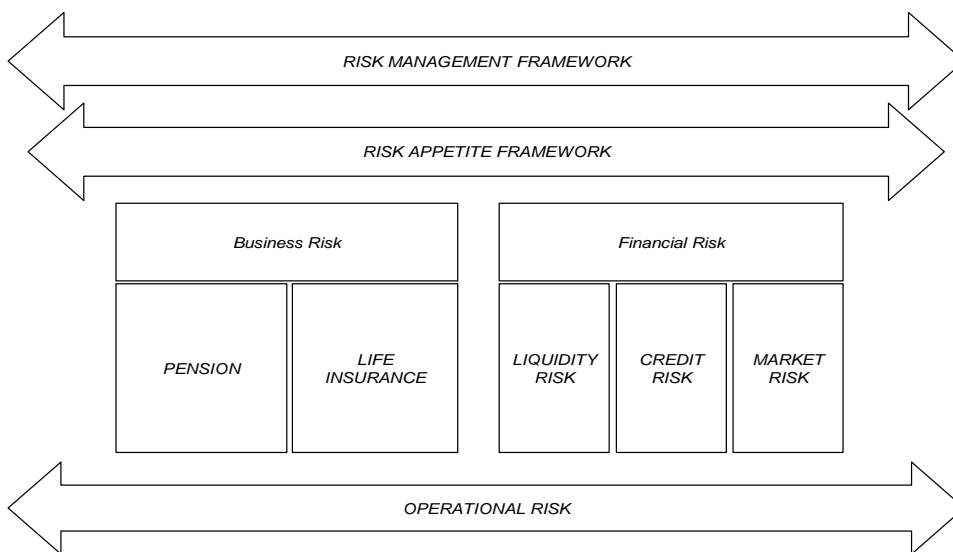 RISK MANAGEMENT FRAMEWORK
RISK APPETITE FRAMEWORK
Business Risk
Financial Risk
PENSION
LIFE
INSURANCE
LIQUIDITY
RISK
CREDIT
RISK
MARKET
RISK
OPERATIONAL RISK